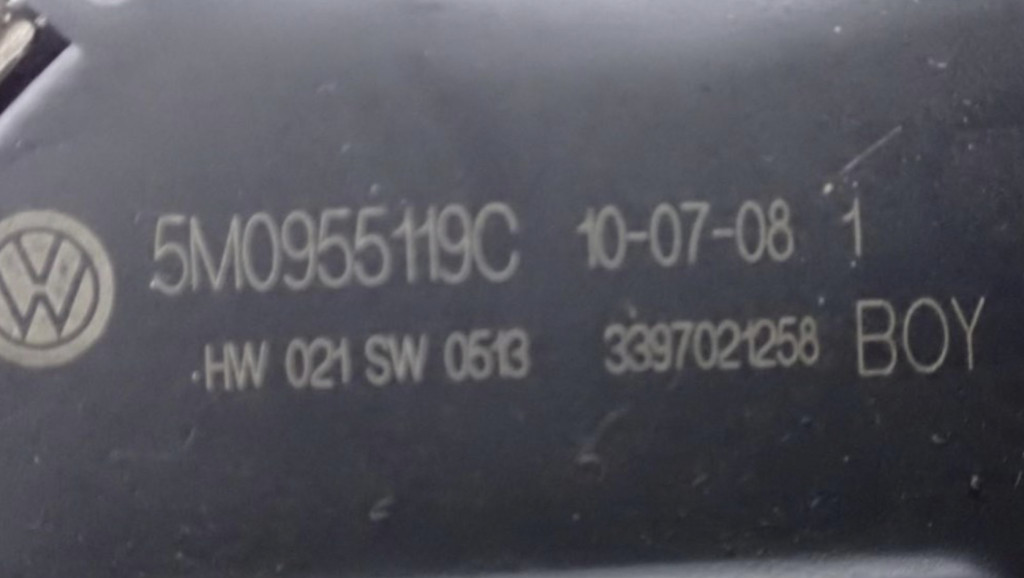 5M0955119C 10-07-08 1
HW 021 SW 0513 3397021258 BOY